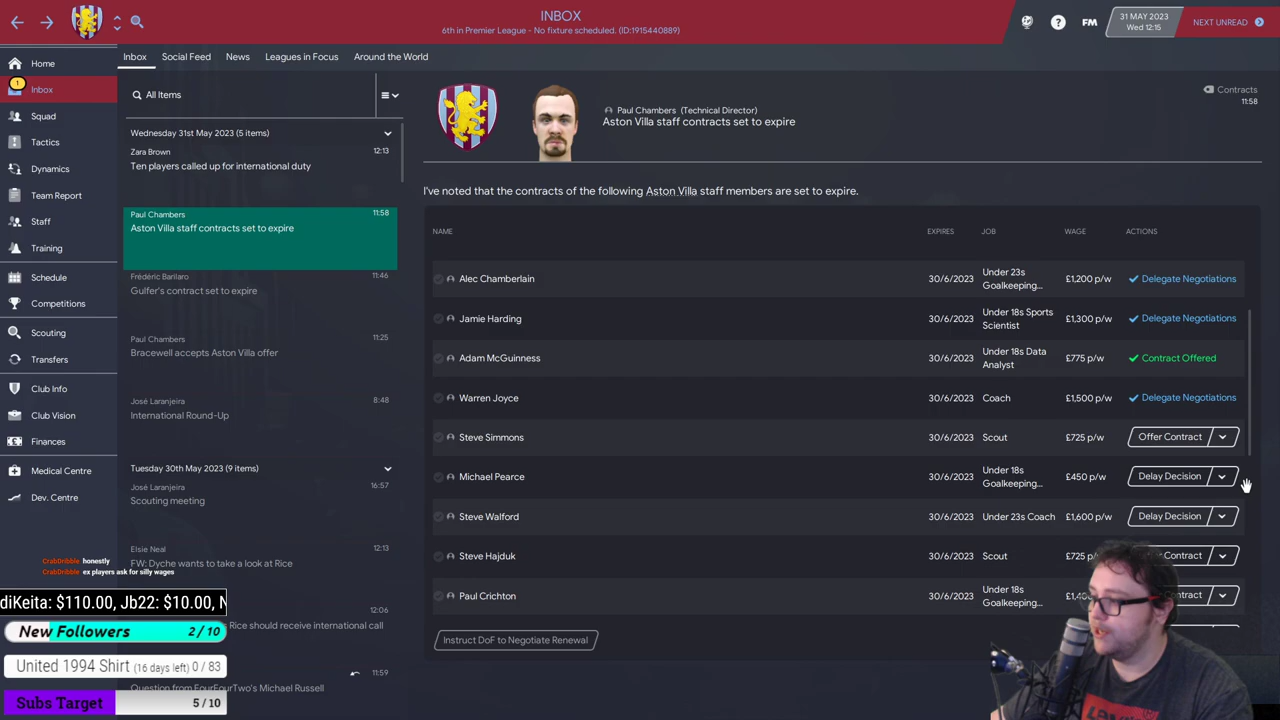 INBOX
6th in Premier League - No fixture scheduled. (ID:1915440889)
FM
31 MAY 2023
Wed 12:15
NEXT UNREAD
Home
1
Inbox
Squad
Tactics
Dynamics
Team Report
Staff
Training
Schedule
Competitions
Scouting
Transfers
Club Info
Club Vision
Finances
Medical Centre
Dev. Centre
Inbox
Social Feed
News
Leagues in Focus
Around the World
All Items
Wednesday 31st May 2023 (5 items)
Zara Brown
12:13
Ten players called up for international duty
Paul Chambers
11:58
Aston Villa staff contracts set to expire
Frédéric Barilaro
11:46
Gulfer's contract set to expire
Paul Chambers
11:25
Bracewell accepts Aston Villa offer
José Laranjeira
8:48
International Round-Up
Tuesday 30th May 2023 (9 items)
José Laranjeira
16:57
Scouting meeting
Elsie Neal
12:13
FW: Dyche wants to take a look at Rice
12:06
Rice should receive international call
11:59
Question from FourFourTwo's Michael Russell
Paul Chambers (Technical Director)
Aston Villa staff contracts set to expire
Contracts
11:58
I've noted that the contracts of the following Aston Villa staff members are set to expire.
NAME EXPIRES JOB WAGE ACTIONS
Alec Chamberlain 30/6/2023 Under 23s Goalkeeping... £1,200 p/w Delegate Negotiations
Jamie Harding 30/6/2023 Under 18s Sports Scientist £1,300 p/w Delegate Negotiations
Adam McGuinness 30/6/2023 Under 18s Data Analyst £775 p/w Contract Offered
Warren Joyce 30/6/2023 Coach £1,500 p/w Delegate Negotiations
Steve Simmons 30/6/2023 Scout £725 p/w Offer Contract
Michael Pearce 30/6/2023 Under 18s Goalkeeping... £450 p/w Delay Decision
Steve Walford 30/6/2023 Under 23s Coach £1,600 p/w Delay Decision
Steve Hajduk 30/6/2023 Scout £725 p/w Contract
Paul Crichton 30/6/2023 Under 18s Goalkeeping... Contract
Instruct DoF to Negotiate Renewal
CrabDribble: honestly
CrabDribble: ex players ask for silly wages
diKeita: $110.00, Jb22: $10.00,
New Followers 2/10
United 1994 Shirt (16 days left) 0 / 83
Subs Target 5 / 10